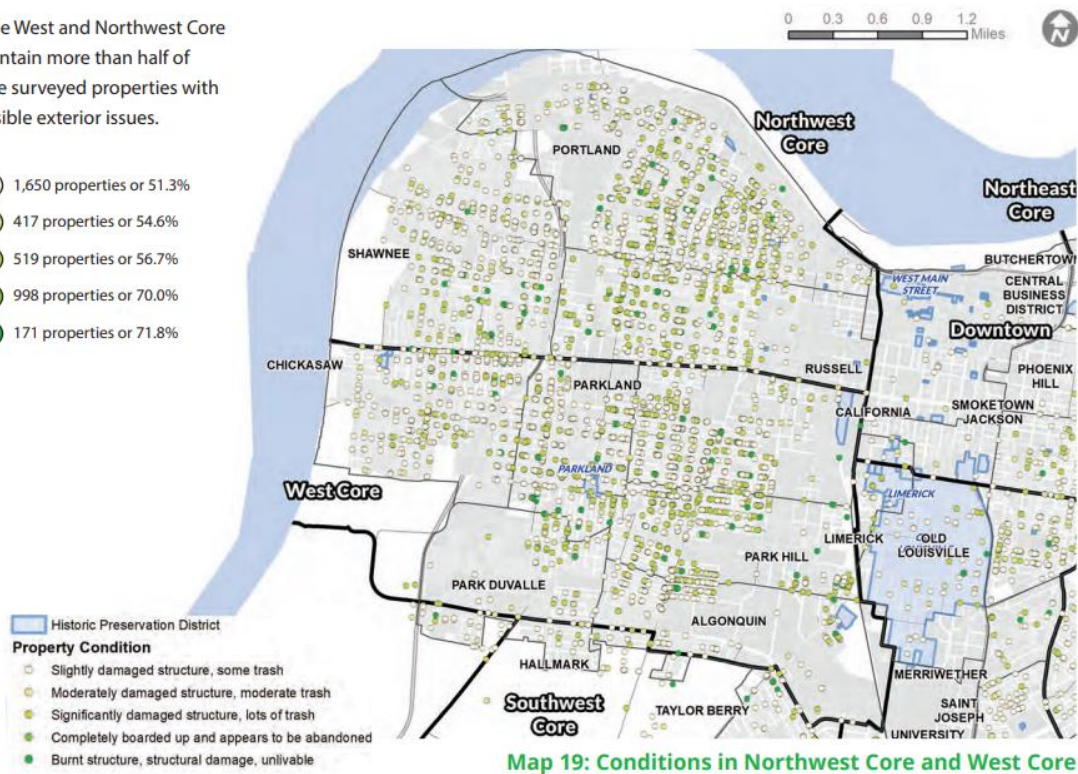 e West and Northwest Core
ntain more than half of
e surveyed properties with
sible exterior issues.
1,650 properties or 51.3%
417 properties or 54.6%
519 properties or 56.7%
998 properties or 70.0%
171 properties or 71.8%
0 0.3 0.6 0.9 1.2
Miles
Northwest
Core
PORTLAND
Northeast
Core
SHAWNEE
BUTCHERTOWN
WEST MAIN
STREET
CENTRAL
BUSINESS
DISTRICT
Downtown
CHICKASAW
RUSSELL
PHOENIX
HILL
PARKLAND
CALIFORNIA
SMOKETOWN
JACKSON
PARKLAND
West Core
LIMERICK
LIMERICK
OLD
LOUISVILLE
PARK HILL
PARK DUVALLE
ALGONQUIN
HALLMARK
MERRIWETHER
Southwest
Core
TAYLOR BERRY
SAINT
JOSEPH
UNIVERSITY
Historic Preservation District
Property Condition
Slightly damaged structure, some trash
Moderately damaged structure, moderate trash
Significantly damaged structure, lots of trash
Completely boarded up and appears to be abandoned
Burnt structure, structural damage, unlivable
Map 19: Conditions in Northwest Core and West Core